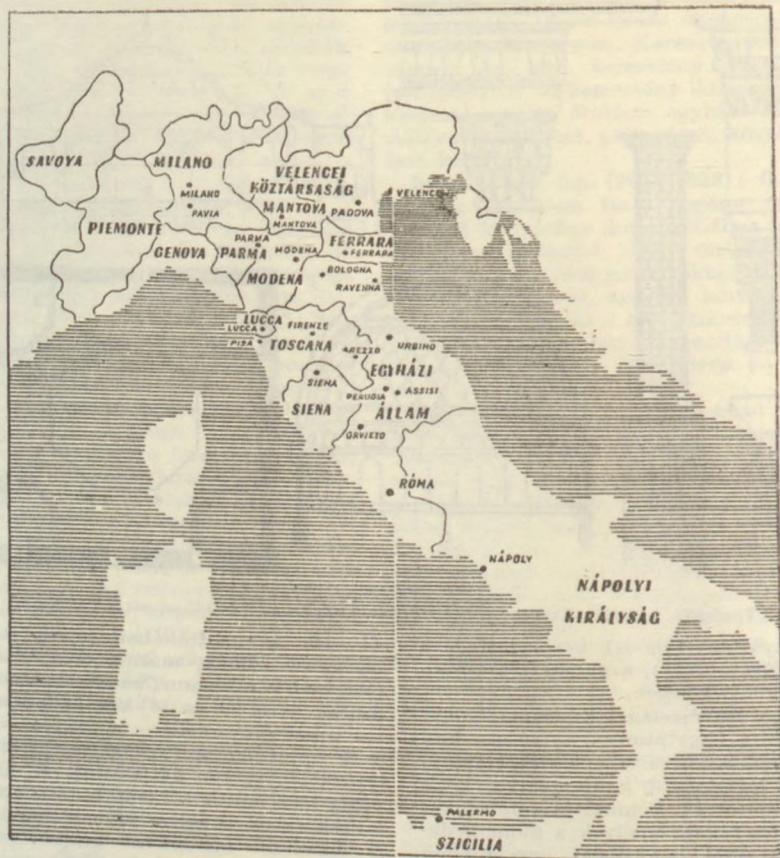 SAVOYA
MILANO
MILANO
PAVIA
VELENCEI
KÖZTÁRSASÁG
VELENCE
MANTOVA
MANTOVA
PADOVA
PIEMONTE
GENOVA
PARMA
PARMA
MODENA
MODENA
FERRARA
FERRARA
BOLOGNA
RAVENNA
LUCCA
LUCCA
FIRENZE
PISA
TOSCANA
AREZZO
URBINO
EGYHÁZI
ÁLLAM
SIENA
SIENA
PERUGIA
ASSISI
ORVIETO
RÓMA
NÁPOLY
NÁPOLYI
KIRÁLYSÁG
PALERMO
SZICILIA